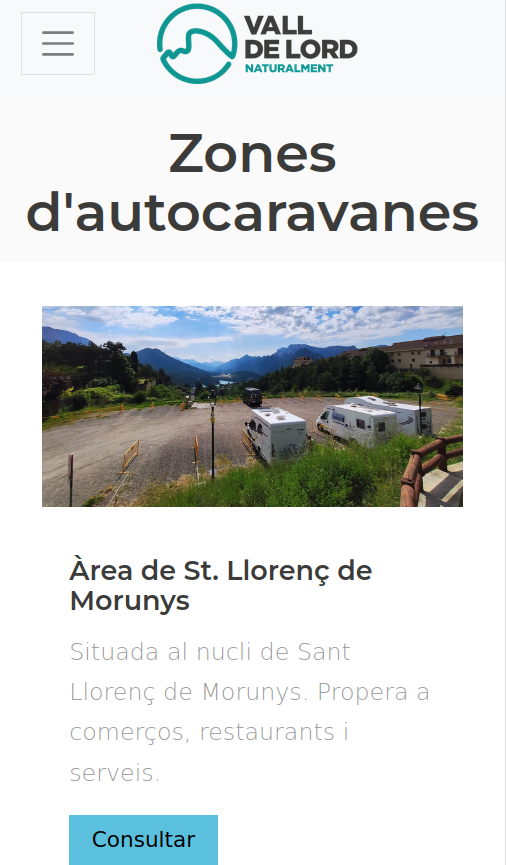 VALL
DE LORD
NATURALMENT
Zones
d'autocaravanes
Àrea de St. Llorenç de
Morunys
Situada al nucli de Sant
Llorenç de Morunys. Propera a
comerços, restaurants i
serveis.
Consultar